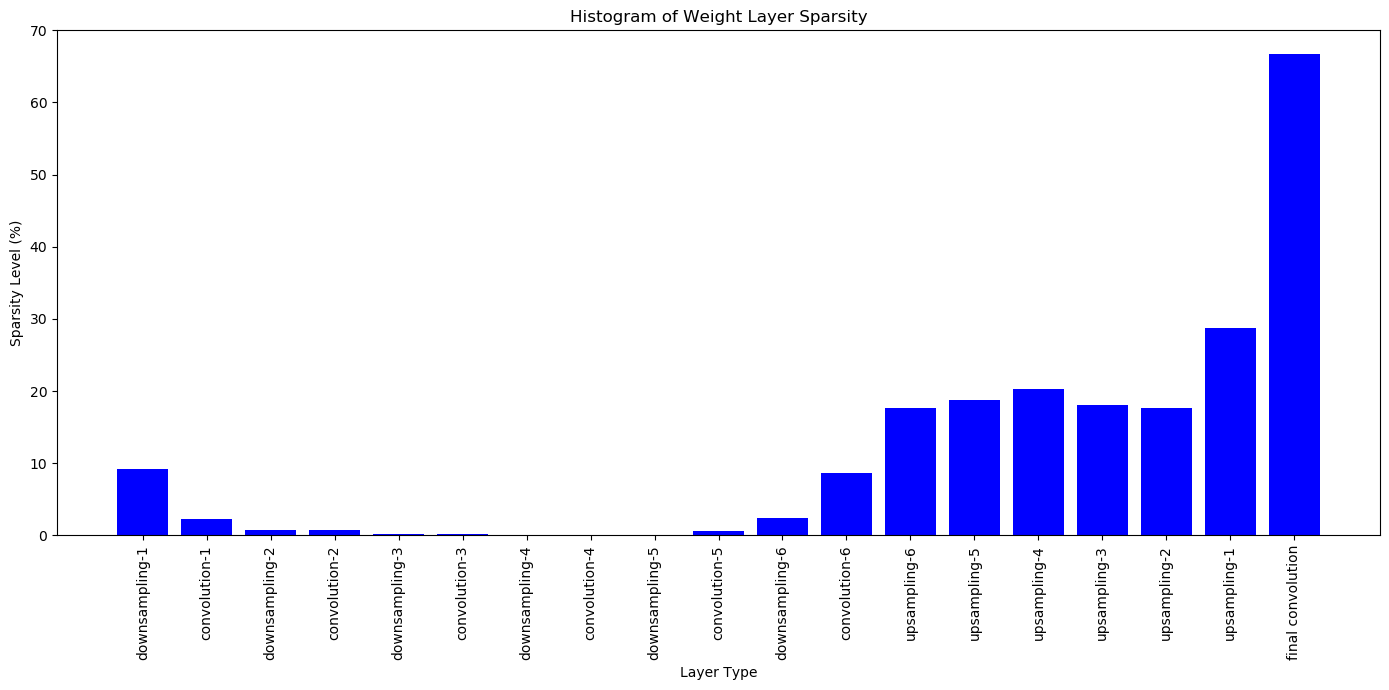 Histogram of Weight Layer Sparsity
Sparsity Level (%)
70
60
50
40
30
20
10
0
downsampling-1
convolution-1
downsampling-2
convolution-2
downsampling-3
convolution-3
downsampling-4
convolution-4
downsampling-5
convolution-5
downsampling-6
convolution-6
upsampling-6
upsampling-5
upsampling-4
upsampling-3
upsampling-2
upsampling-1
final convolution
Layer Type